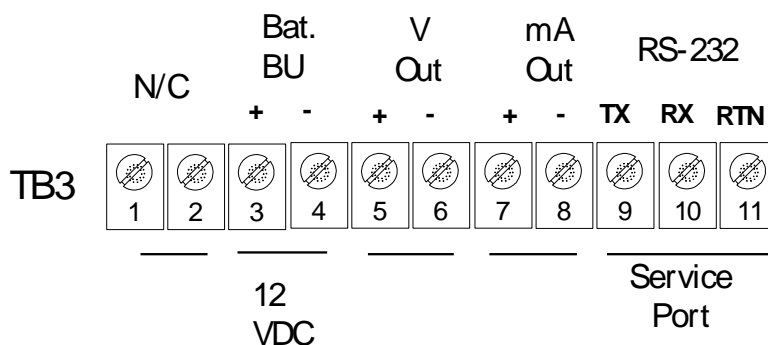 Bat. BU
V Out
mA Out
RS-232
N/C
+ - + - + - TX RX RTN
TB3
1 2 3 4 5 6 7 8 9 10 11
12 VDC
Service Port